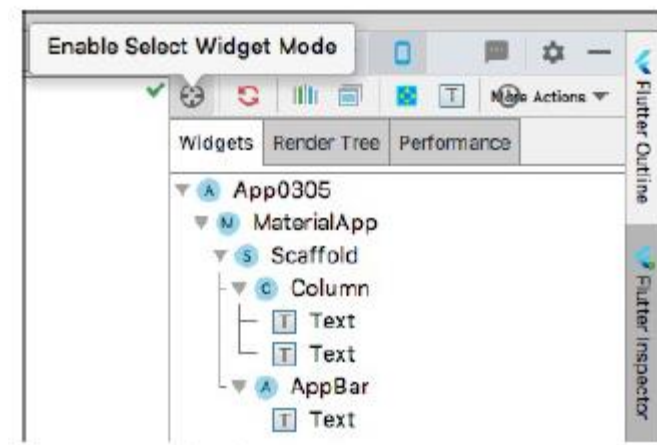 Enable Select Widget Mode
More Actions
Widgets Render Tree Performance
A App0305
M MaterialApp
S Scaffold
C Column
T Text
T Text
A AppBar
T Text
Flutter Outline
Flutter Inspector